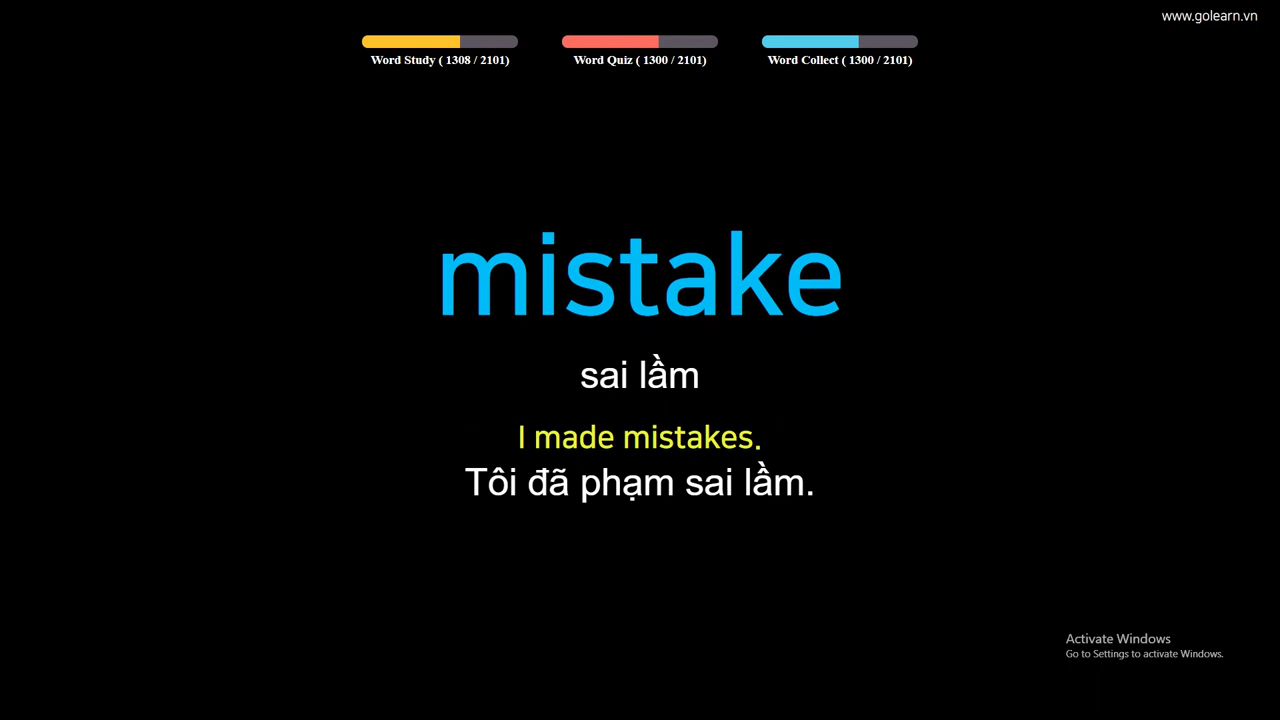 www.golearn.vn
Word Study ( 1308 / 2101)
Word Quiz ( 1300 / 2101)
Word Collect ( 1300 / 2101)
mistake
sai lầm
I made mistakes.
Tôi đã phạm sai lầm.
Activate Windows
Go to Settings to activate Windows.